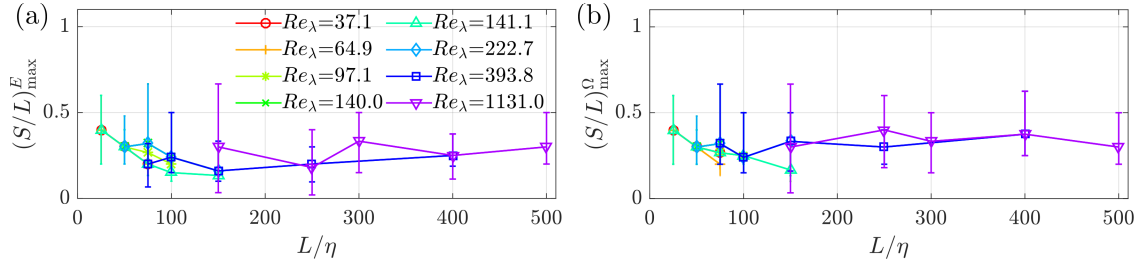 (a)
(S/L)^E_max
1
0.5
0
Re_λ=37.1
Re_λ=64.9
Re_λ=97.1
Re_λ=140.0
Re_λ=141.1
Re_λ=222.7
Re_λ=393.8
Re_λ=1131.0
0 100 200 300 400 500
L/η
(b)
(S/L)^Ω_max
1
0.5
0
0 100 200 300 400 500
L/η